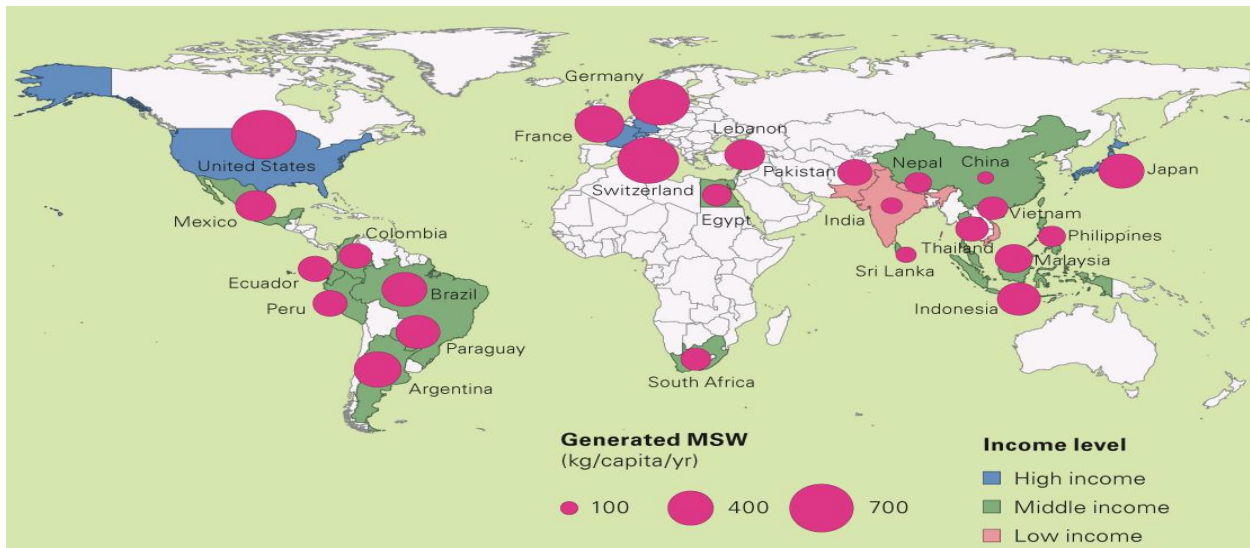 Germany
France
Lebanon
United States
Switzerland
Pakistan
Nepal
China
Japan
Mexico
Egypt
India
Vietnam
Colombia
Thailand
Philippines
Ecuador
Sri Lanka
Malaysia
Peru
Brazil
Indonesia
Paraguay
Argentina
South Africa
Generated MSW
(kg/capita/yr)
100
400
700
Income level
High income
Middle income
Low income